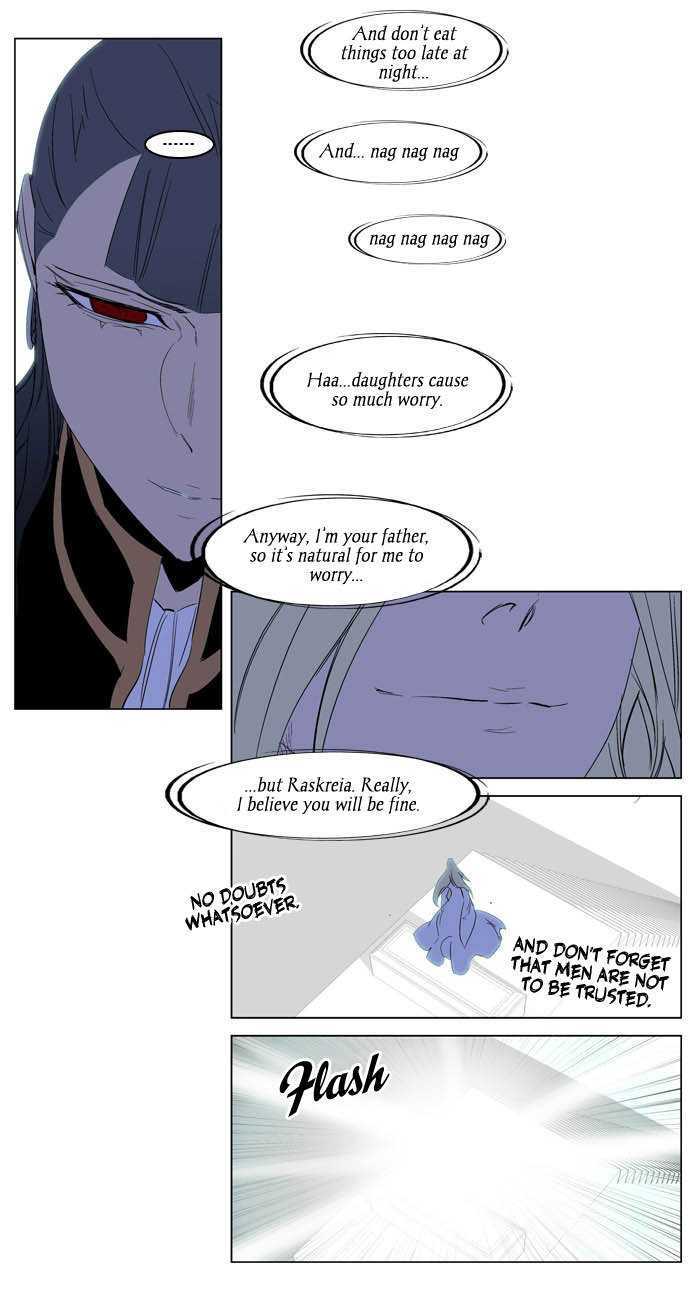 And don't eat
things too late at
night...
------
And... nag nag nag
nag nag nag nag
Haa...daughters cause
so much worry.
Anyway, I'm your father,
so it's natural for me to
worry...
...but Raskreia. Really,
I believe you will be fine.
NO DOUBTS
WHATSOEVER.
AND DON'T FORGET
THAT MEN ARE NOT
TO BE TRUSTED.
Flash